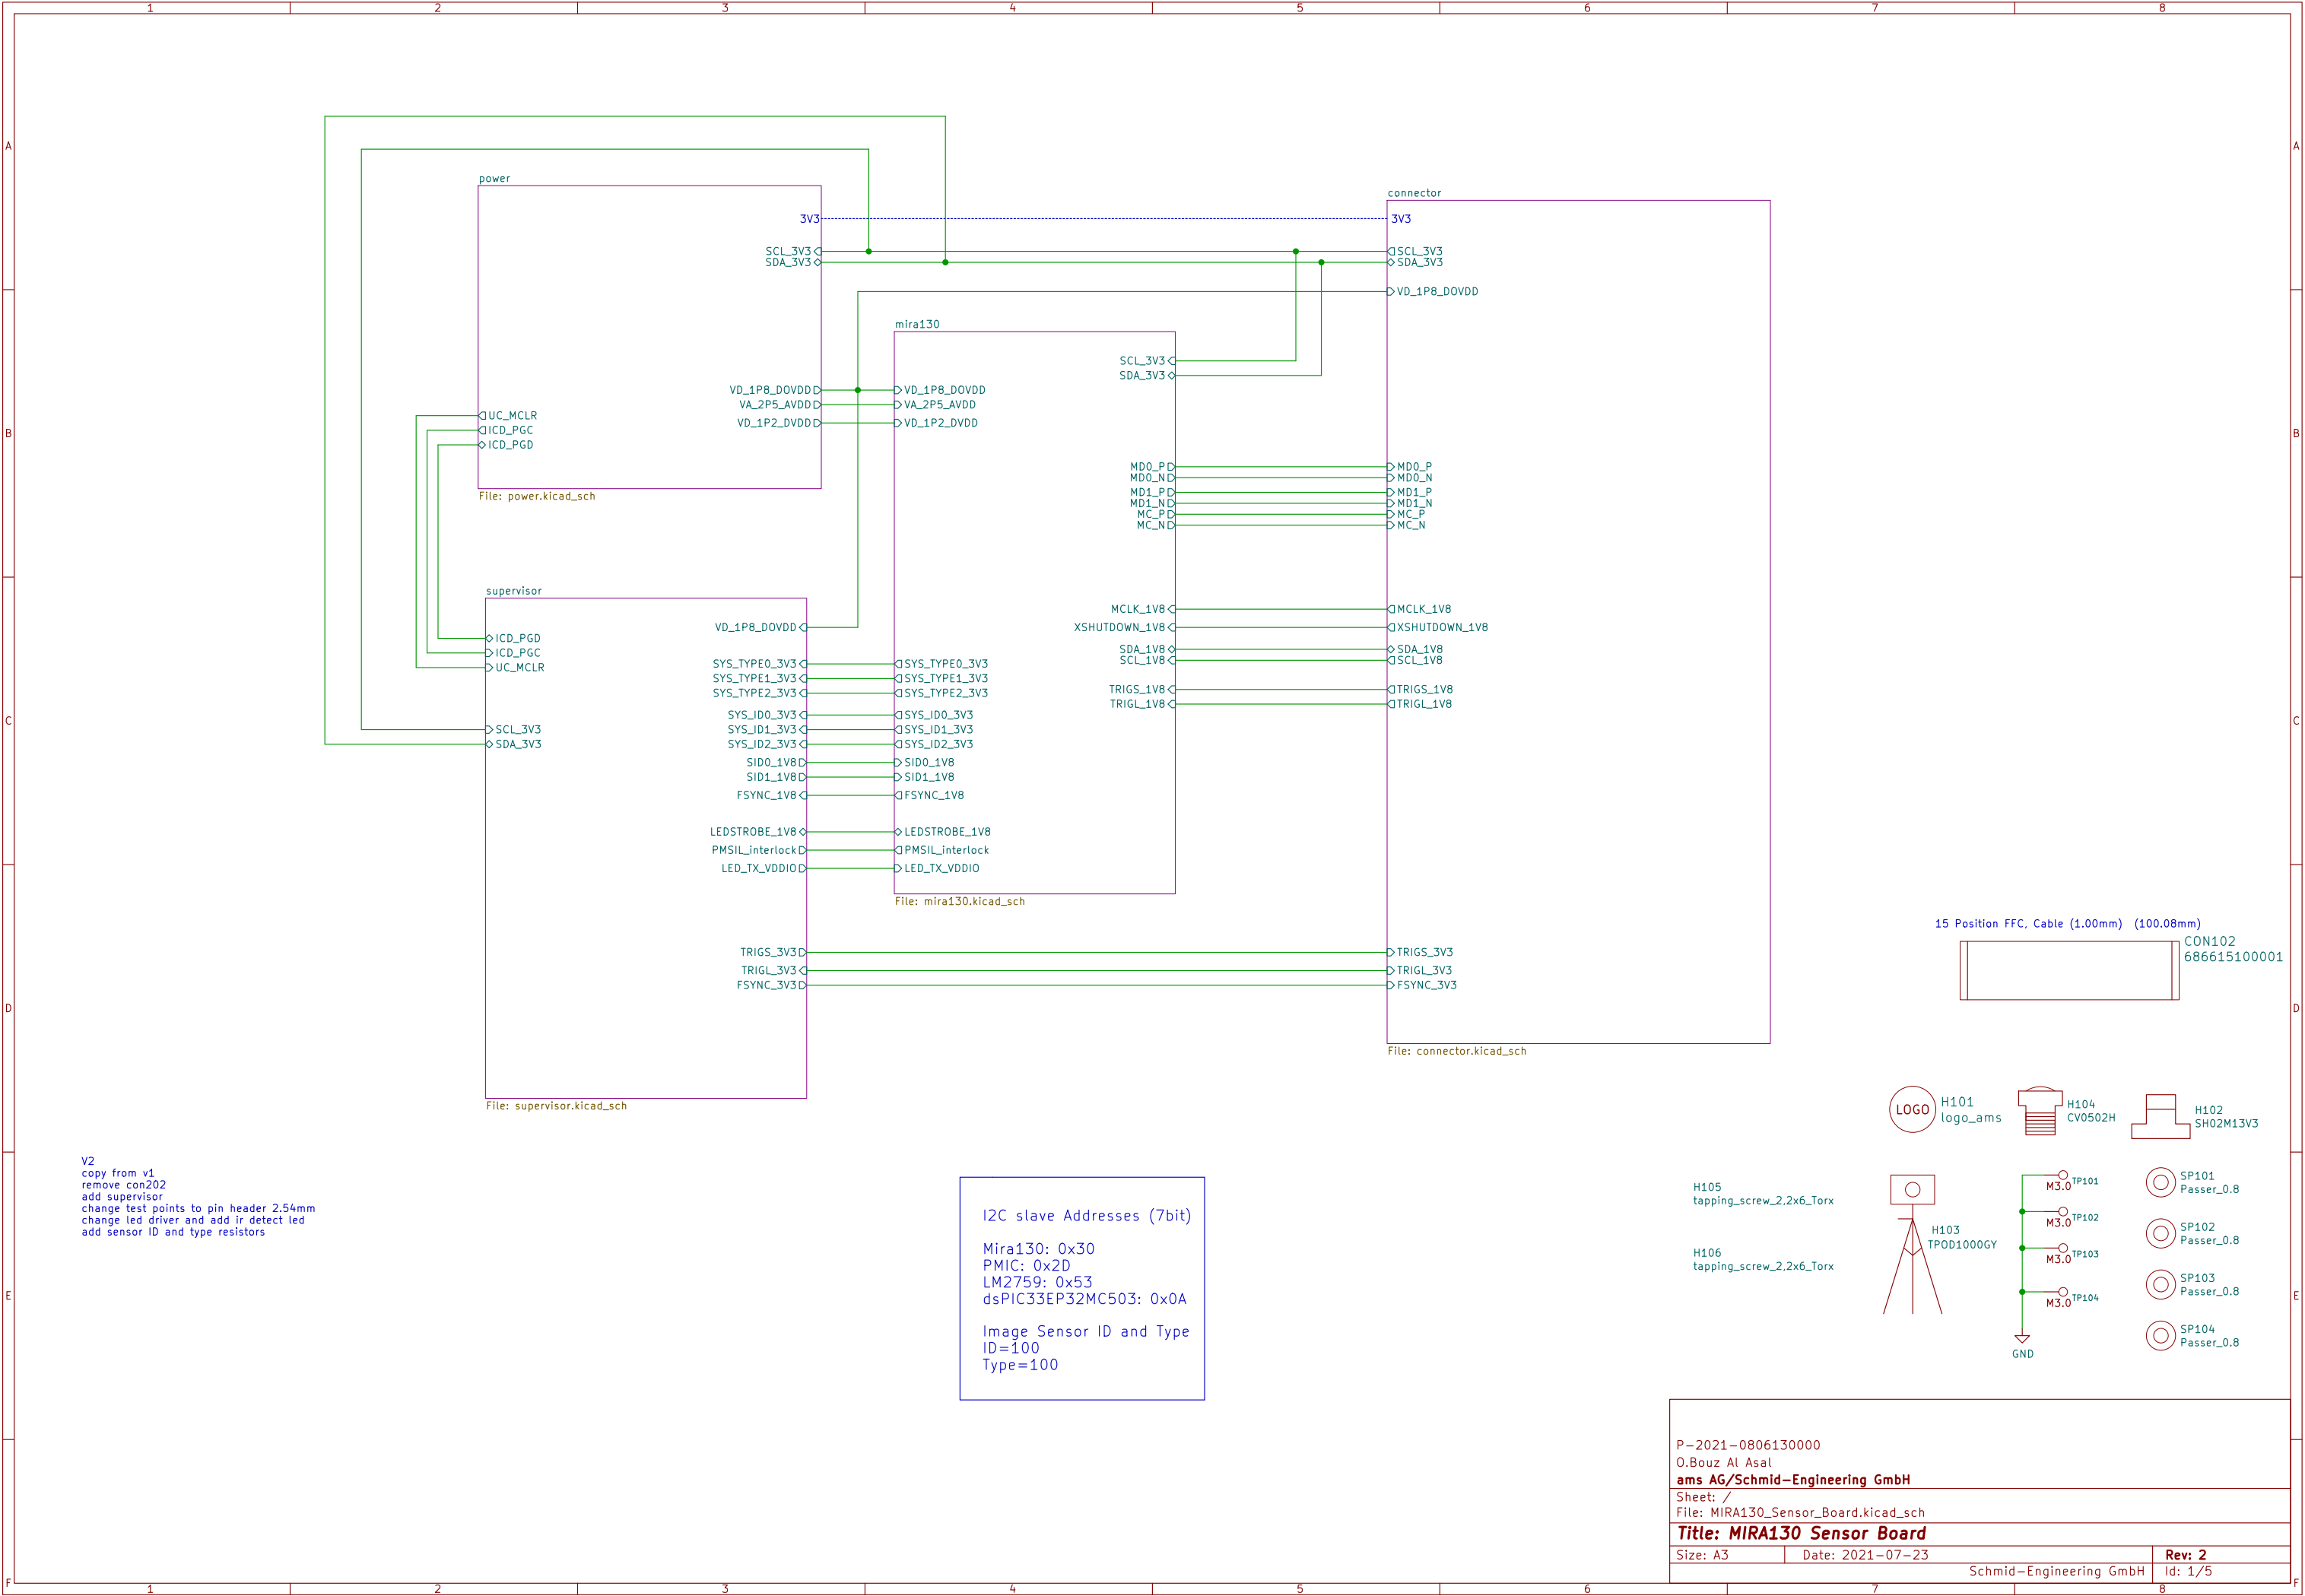 1 2 3 4 5 6 7 8
A A
B B
C C
D D
E E
F F
power
3V3
SCL_3V3
SDA_3V3
VD_1P8_DOVDD
VA_2P5_AVDD
VD_1P2_DVDD
UC_MCLR
ICD_PGC
ICD_PGD
File: power.kicad_sch
supervisor
VD_1P8_DOVDD
ICD_PGD
ICD_PGC
UC_MCLR
SYS_TYPE0_3V3
SYS_TYPE1_3V3
SYS_TYPE2_3V3
SYS_ID0_3V3
SCL_3V3
SYS_ID1_3V3
SDA_3V3
SYS_ID2_3V3
SID0_1V8
SID1_1V8
FSYNC_1V8
LEDSTROBE_1V8
PMSIL_interlock
LED_TX_VDDIO
TRIGS_3V3
TRIGL_3V3
FSYNC_3V3
File: supervisor.kicad_sch
mira130
SCL_3V3
SDA_3V3
VD_1P8_DOVDD
VA_2P5_AVDD
VD_1P2_DVDD
MD0_P
MD0_N
MD1_P
MD1_N
MC_P
MC_N
MCLK_1V8
XSHUTDOWN_1V8
SDA_1V8
SCL_1V8
SYS_TYPE0_3V3
SYS_TYPE1_3V3
SYS_TYPE2_3V3
TRIGS_1V8
TRIGL_1V8
SYS_ID0_3V3
SYS_ID1_3V3
SYS_ID2_3V3
SID0_1V8
SID1_1V8
FSYNC_1V8
LEDSTROBE_1V8
PMSIL_interlock
LED_TX_VDDIO
File: mira130.kicad_sch
connector
3V3
SCL_3V3
SDA_3V3
VD_1P8_DOVDD
MD0_P
MD0_N
MD1_P
MD1_N
MC_P
MC_N
MCLK_1V8
XSHUTDOWN_1V8
SDA_1V8
SCL_1V8
TRIGS_1V8
TRIGL_1V8
TRIGS_3V3
TRIGL_3V3
FSYNC_3V3
File: connector.kicad_sch
15 Position FFC, Cable (1.00mm) (100.08mm)
CON102
686615100001
LOGO
H101
logo_ams
H104
CV0502H
H102
SH02M13V3
H105
tapping_screw_2,2x6_Torx
H106
tapping_screw_2,2x6_Torx
H103
TPOD1000GY
TP101
M3.0
TP102
M3.0
TP103
M3.0
TP104
M3.0
GND
SP101
Passer_0.8
SP102
Passer_0.8
SP103
Passer_0.8
SP104
Passer_0.8
V2
copy from v1
remove con202
add supervisor
change test points to pin header 2.54mm
change led driver and add ir detect led
add sensor ID and type resistors
I2C slave Addresses (7bit)
Mira130: 0x30
PMIC: 0x2D
LM2759: 0x53
dsPIC33EP32MC503: 0x0A
Image Sensor ID and Type
ID=100
Type=100
P-2021-0806130000
O.Bouz Al Asal
ams AG/Schmid-Engineering GmbH
Sheet: /
File: MIRA130_Sensor_Board.kicad_sch
Title: MIRA130 Sensor Board
Size: A3 Date: 2021-07-23 Rev: 2
Schmid-Engineering GmbH Id: 1/5
1 2 3 4 5 6 7 8